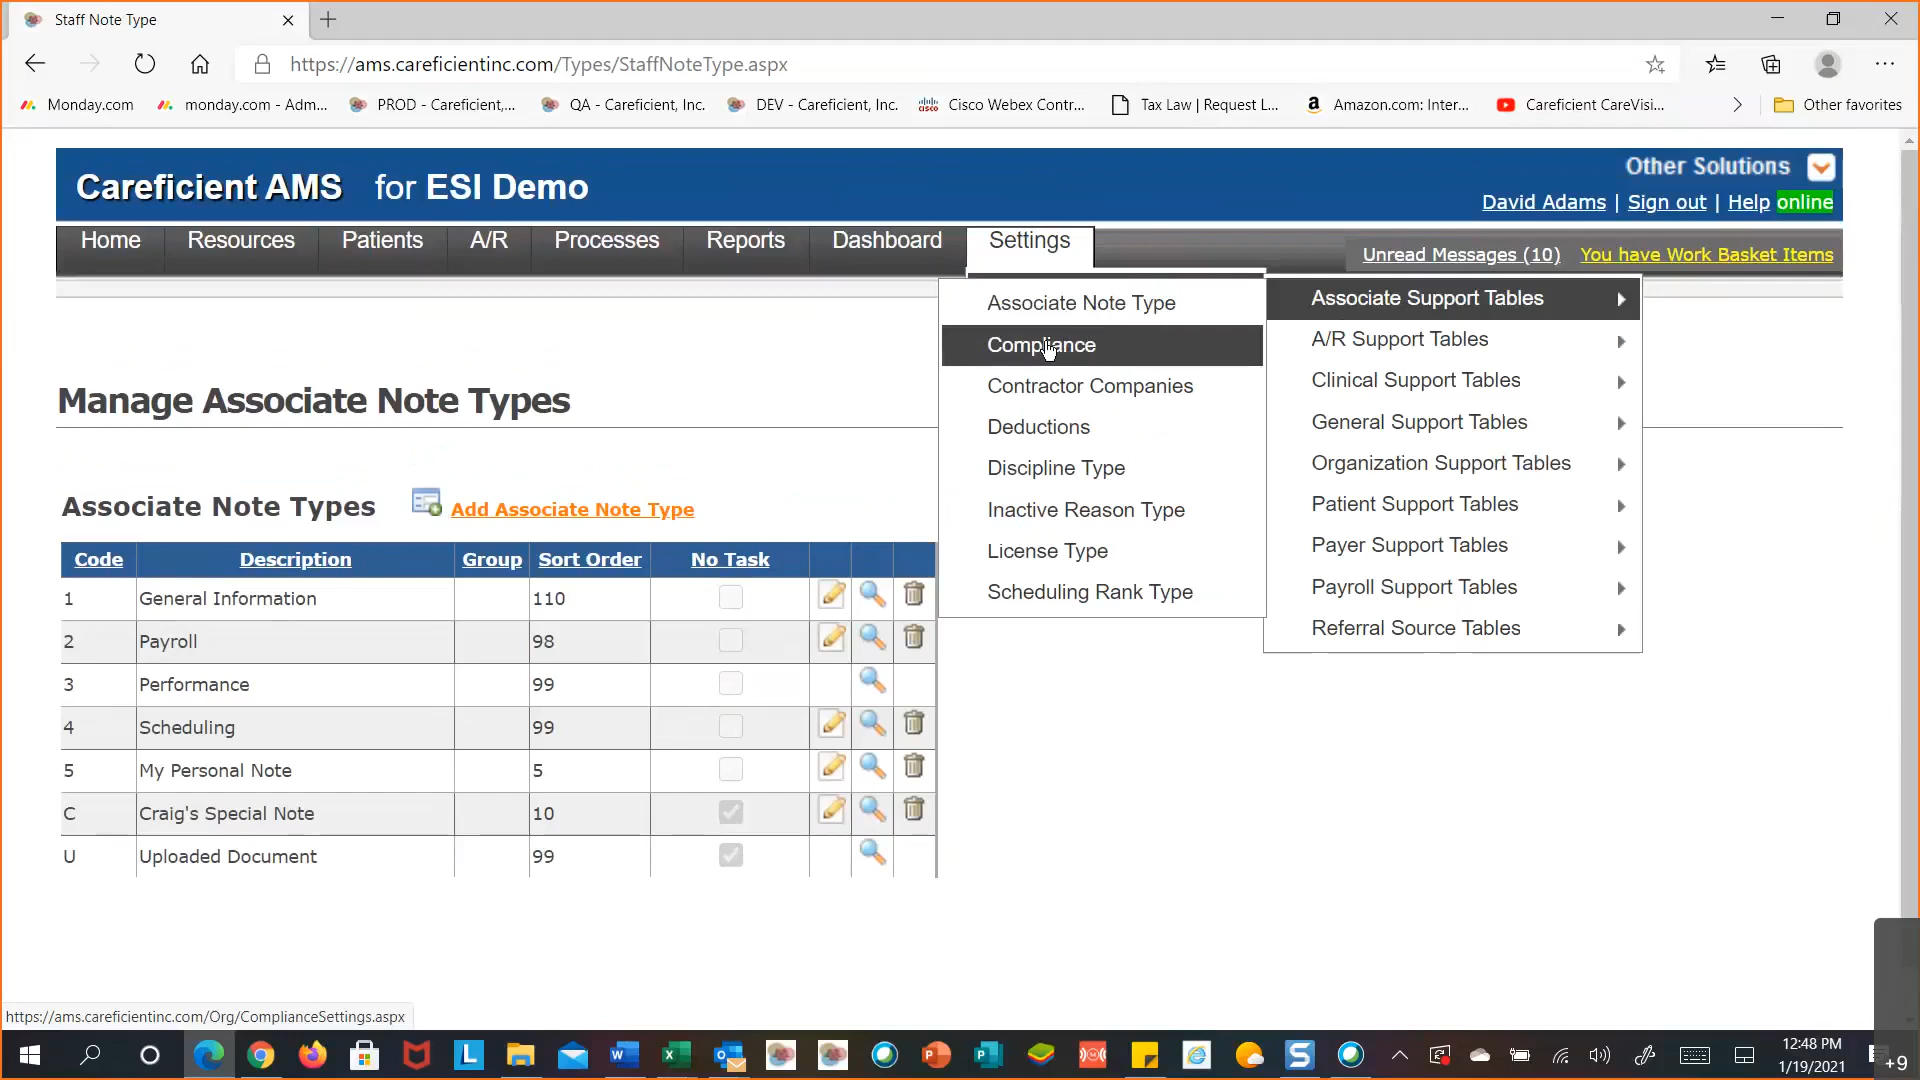 Staff Note Type
https://ams.careficientinc.com/Types/StaffNoteType.aspx
Monday.com
monday.com - Adm...
PROD - Careficient,...
QA - Careficient, Inc.
DEV - Careficient, Inc.
Cisco Webex Contr...
Tax Law | Request L...
Amazon.com: Inter...
Careficient CareVisi...
Other favorites
Careficient AMS for ESI Demo
Other Solutions
David Adams | Sign out | Help online
Home Resources Patients A/R Processes Reports Dashboard Settings
Unread Messages (10) You have Work Basket Items
Associate Note Type
Compliance
Contractor Companies
Deductions
Discipline Type
Inactive Reason Type
License Type
Scheduling Rank Type
Associate Support Tables
A/R Support Tables
Clinical Support Tables
General Support Tables
Organization Support Tables
Patient Support Tables
Payer Support Tables
Payroll Support Tables
Referral Source Tables
Manage Associate Note Types
Associate Note Types Add Associate Note Type
Code Description Group Sort Order No Task
1 General Information 110
2 Payroll 98
3 Performance 99
4 Scheduling 99
5 My Personal Note 5
C Craig's Special Note 10
U Uploaded Document 99
https://ams.careficientinc.com/Org/ComplianceSettings.aspx
12:48 PM
1/19/2021
+9